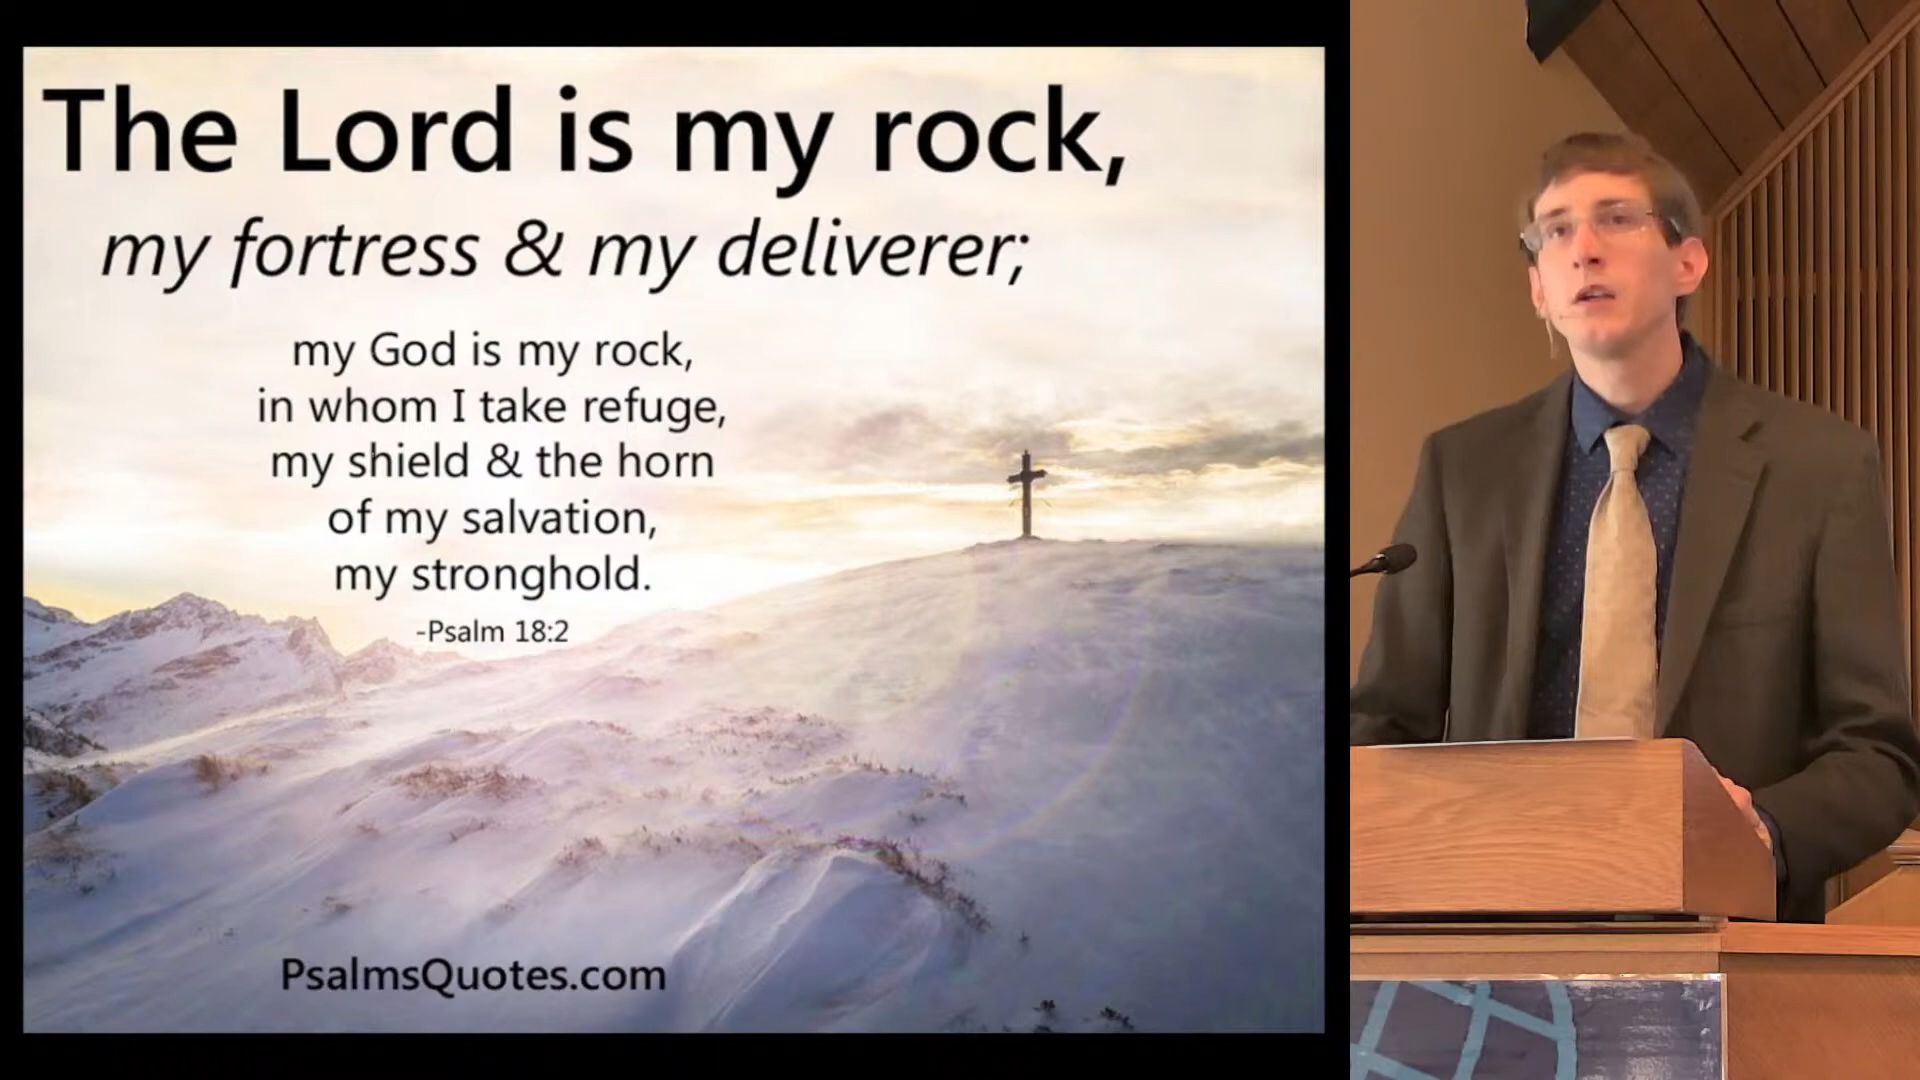 The Lord is my rock,
my fortress & my deliverer;
my God is my rock,
in whom I take refuge,
my shield & the horn
of my salvation,
my stronghold.
-Psalm 18:2
PsalmsQuotes.com